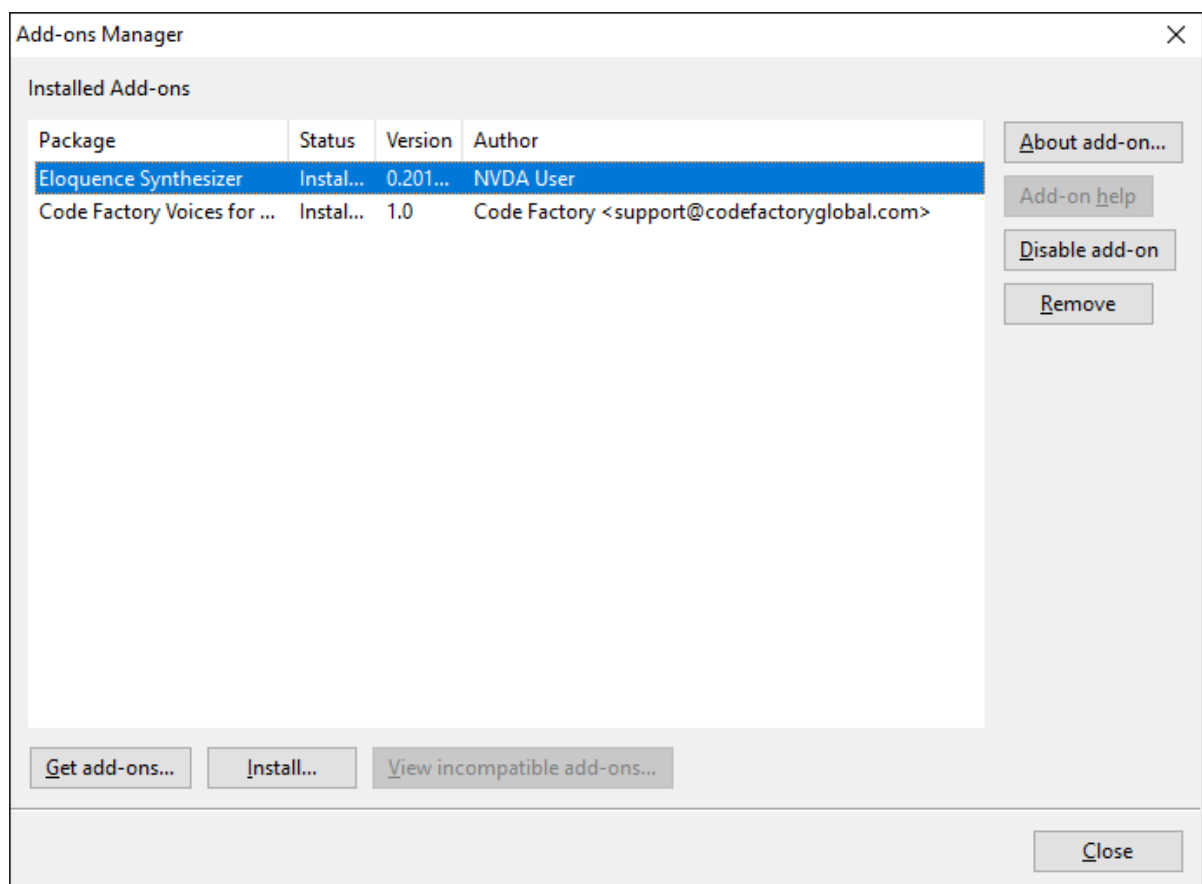 Add-ons Manager
Installed Add-ons
Package Status Version Author
Eloquence Synthesizer Instal... 0.201... NVDA User
Code Factory Voices for ... Instal... 1.0 Code Factory <support@codefactoryglobal.com>
About add-on...
Add-on help
Disable add-on
Remove
Get add-ons... Install... View incompatible add-ons...
Close